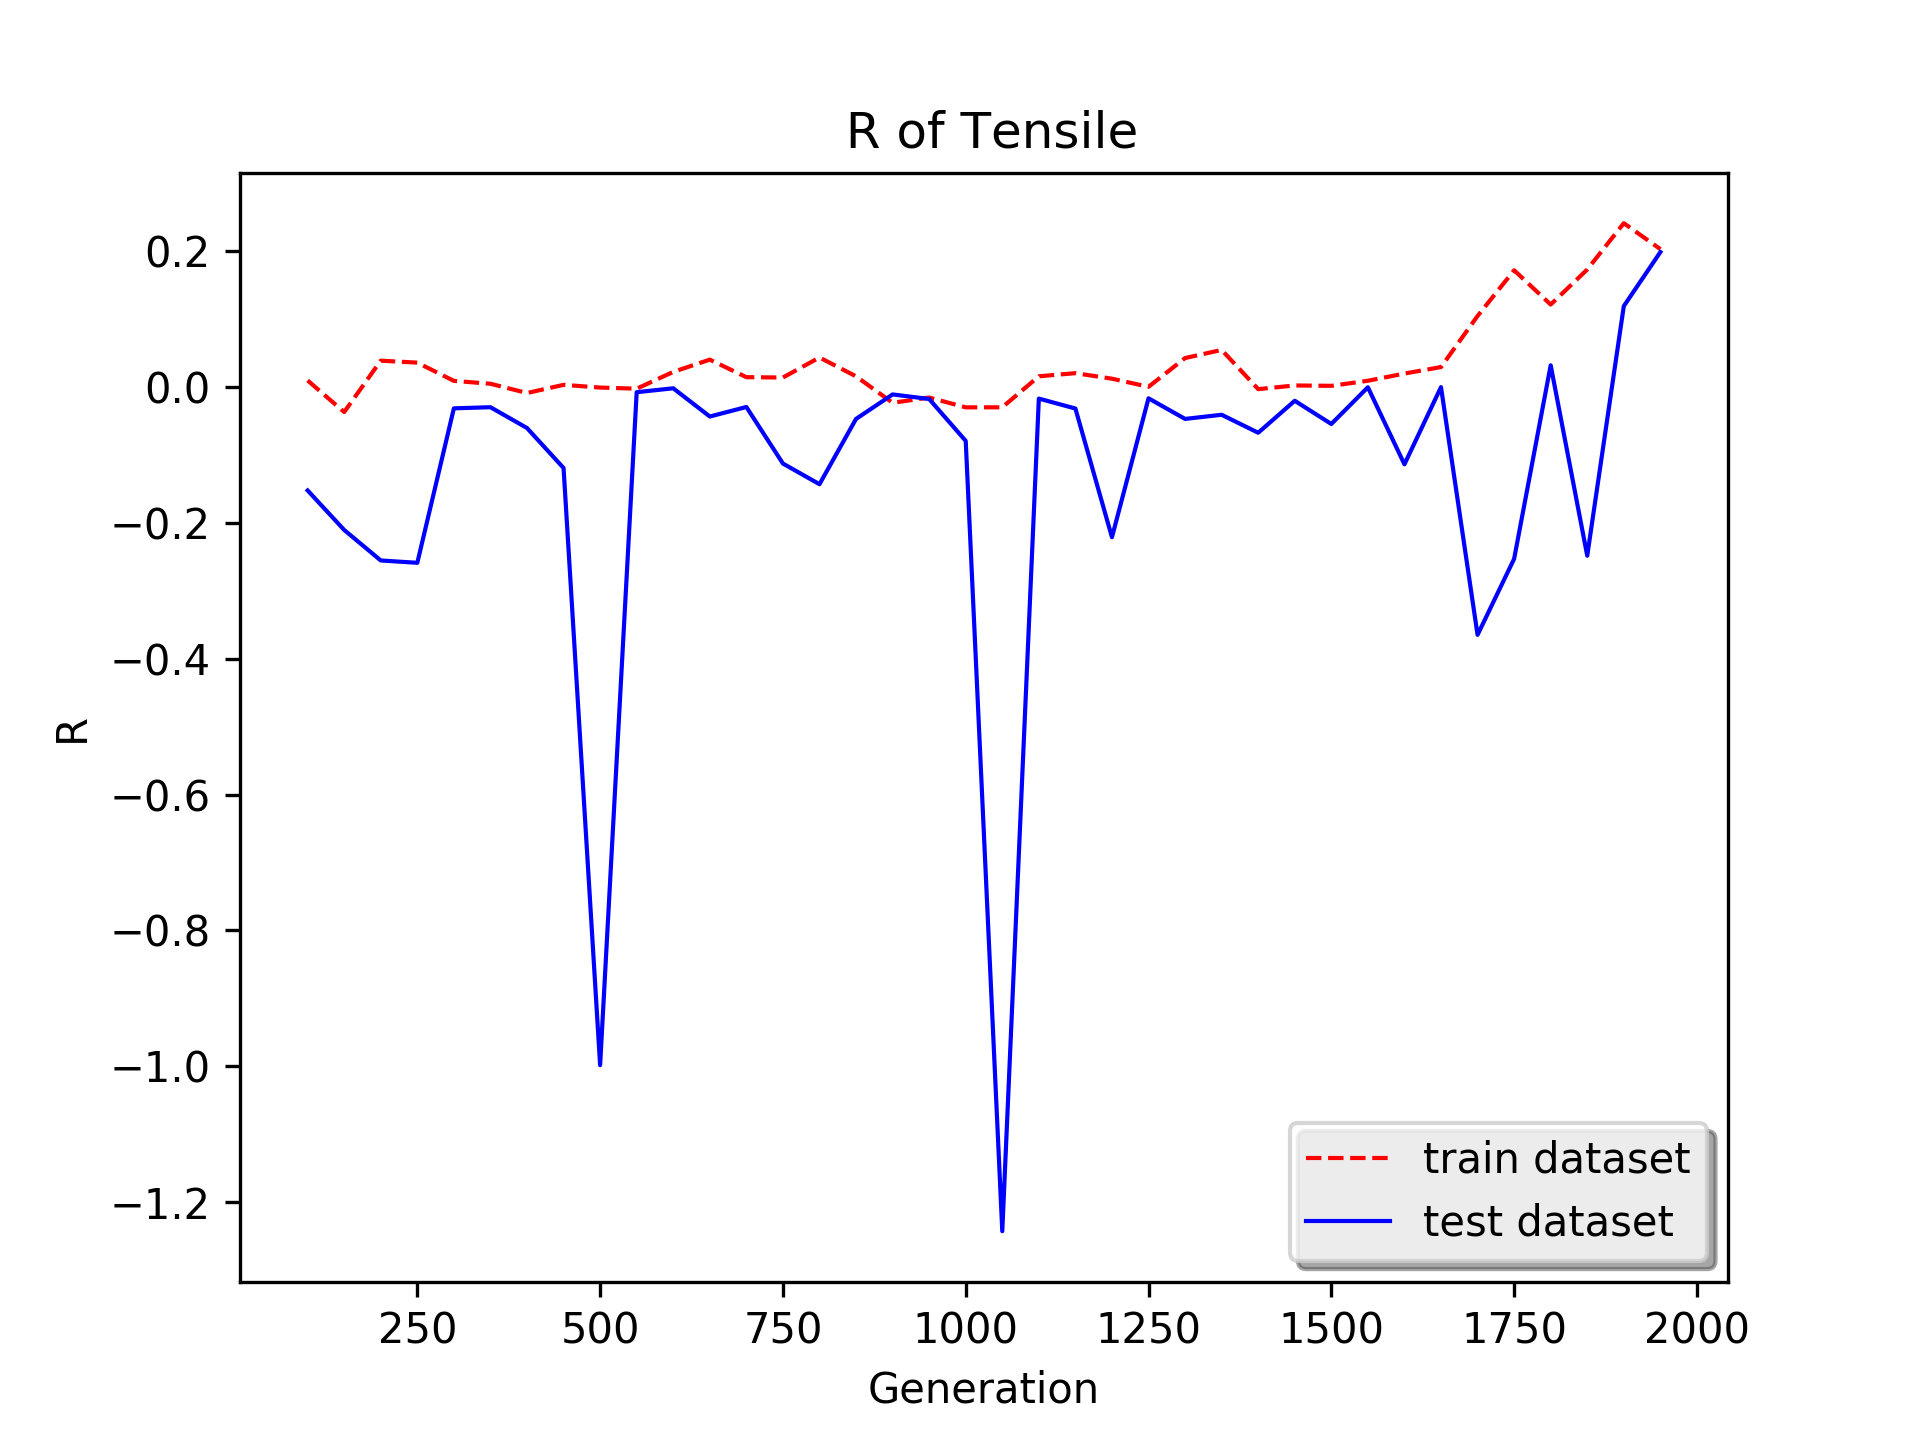 R of Tensile
0.2
0.0
−0.2
−0.4
−0.6
−0.8
−1.0
−1.2
R
train dataset
test dataset
250 500 750 1000 1250 1500 1750 2000
Generation